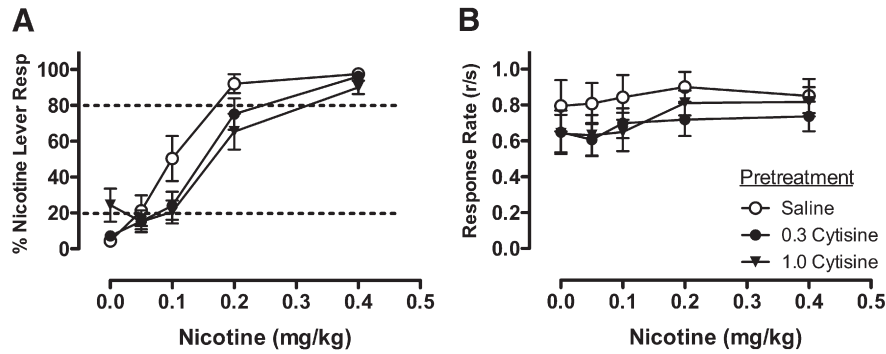 A
% Nicotine Lever Resp
100
80
60
40
20
0
0.0 0.1 0.2 0.3 0.4 0.5
Nicotine (mg/kg)
B
Response Rate (r/s)
1.0
0.8
0.6
0.4
0.2
0.0
Pretreatment
Saline
0.3 Cytisine
1.0 Cytisine
0.0 0.1 0.2 0.3 0.4 0.5
Nicotine (mg/kg)